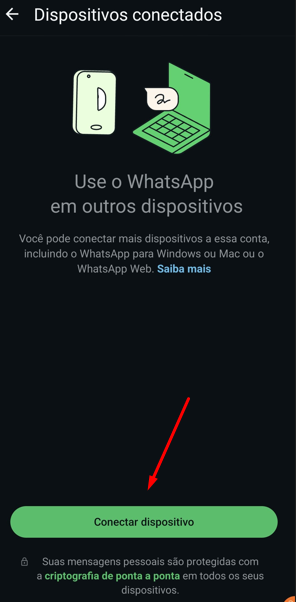 Dispositivos conectados
Use o WhatsApp
em outros dispositivos
Você pode conectar mais dispositivos a essa conta,
incluindo o WhatsApp para Windows ou Mac ou o
WhatsApp Web. Saiba mais
Conectar dispositivo
Suas mensagens pessoais são protegidas com
a criptografia de ponta a ponta em todos os seus
dispositivos.